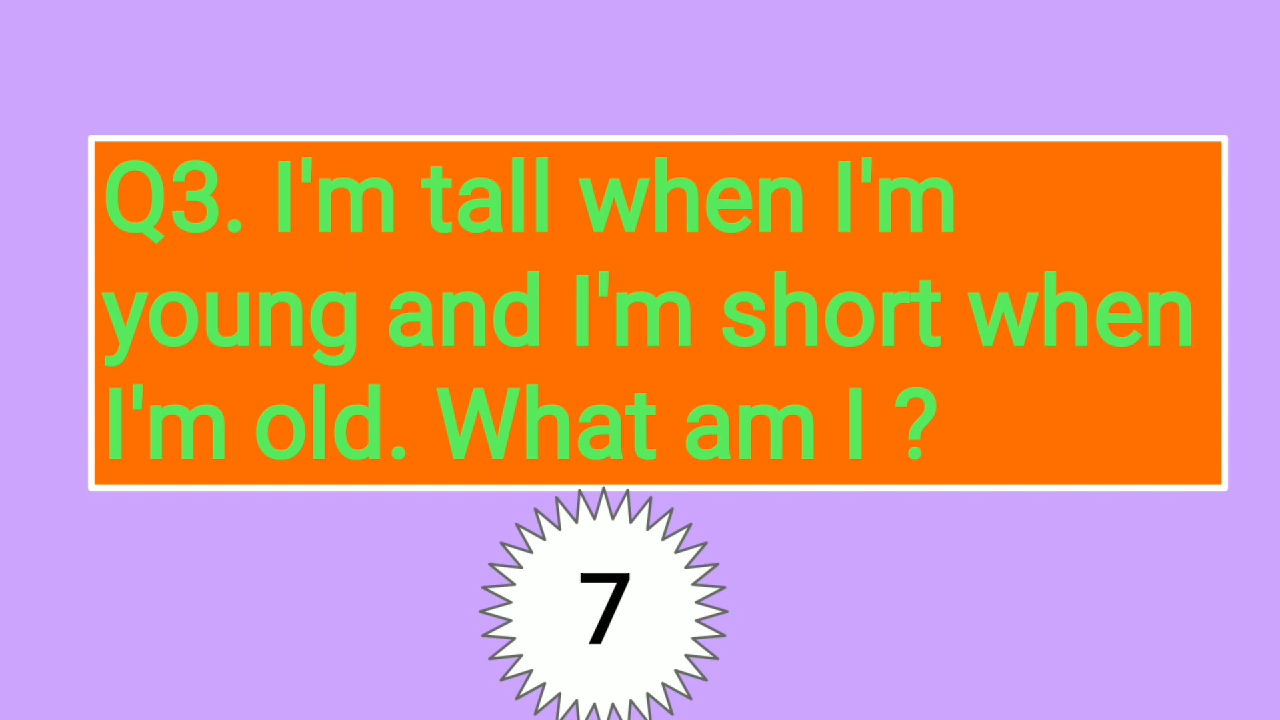 Q3. I'm tall when I'm
young and I'm short when
I'm old. What am I ?
7